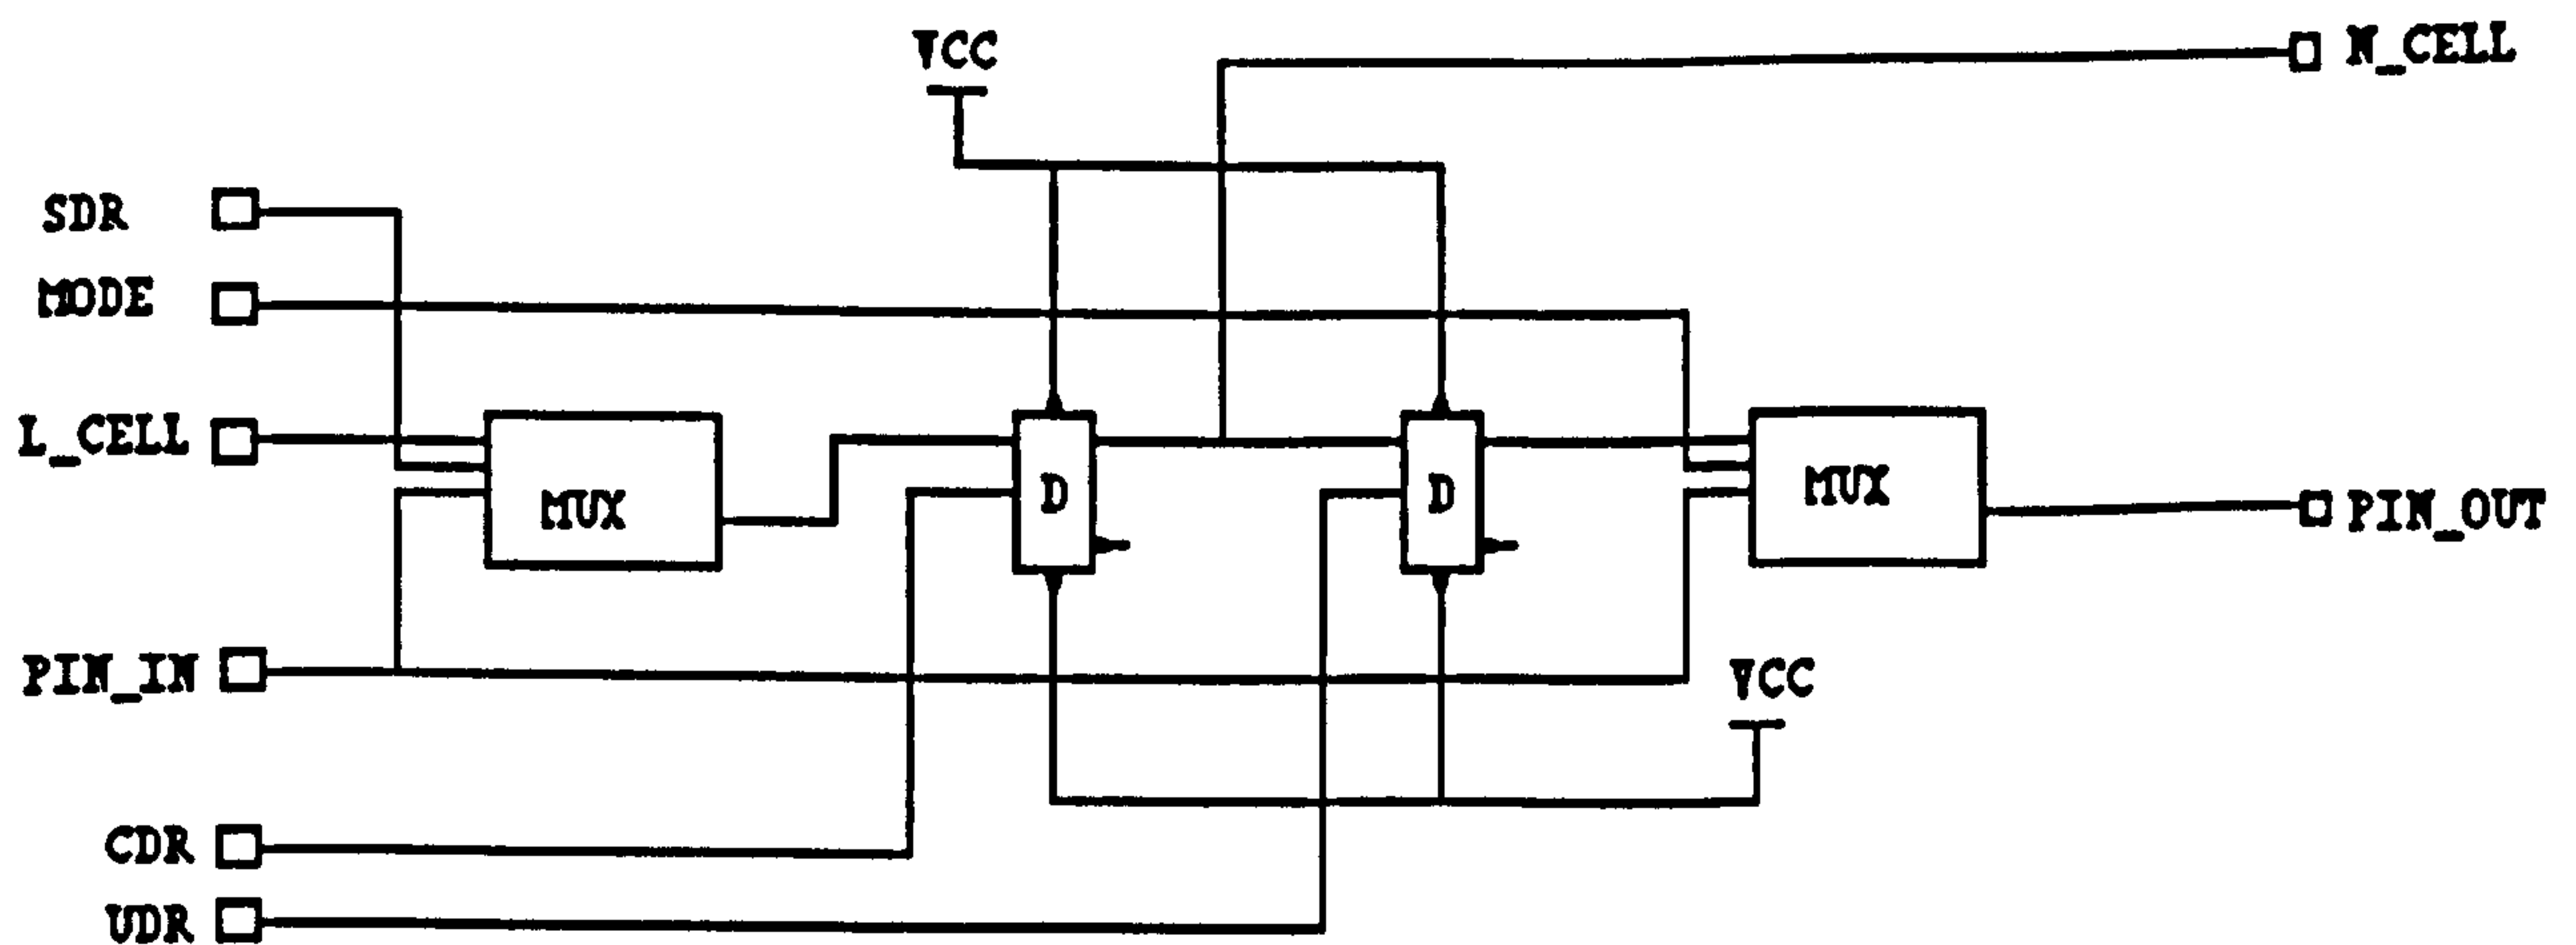 VCC
N_CELL
SDR
MODE
L_CELL
MUX
D
D
MUX
PIN_OUT
PIN_IN
VCC
CDR
UDR